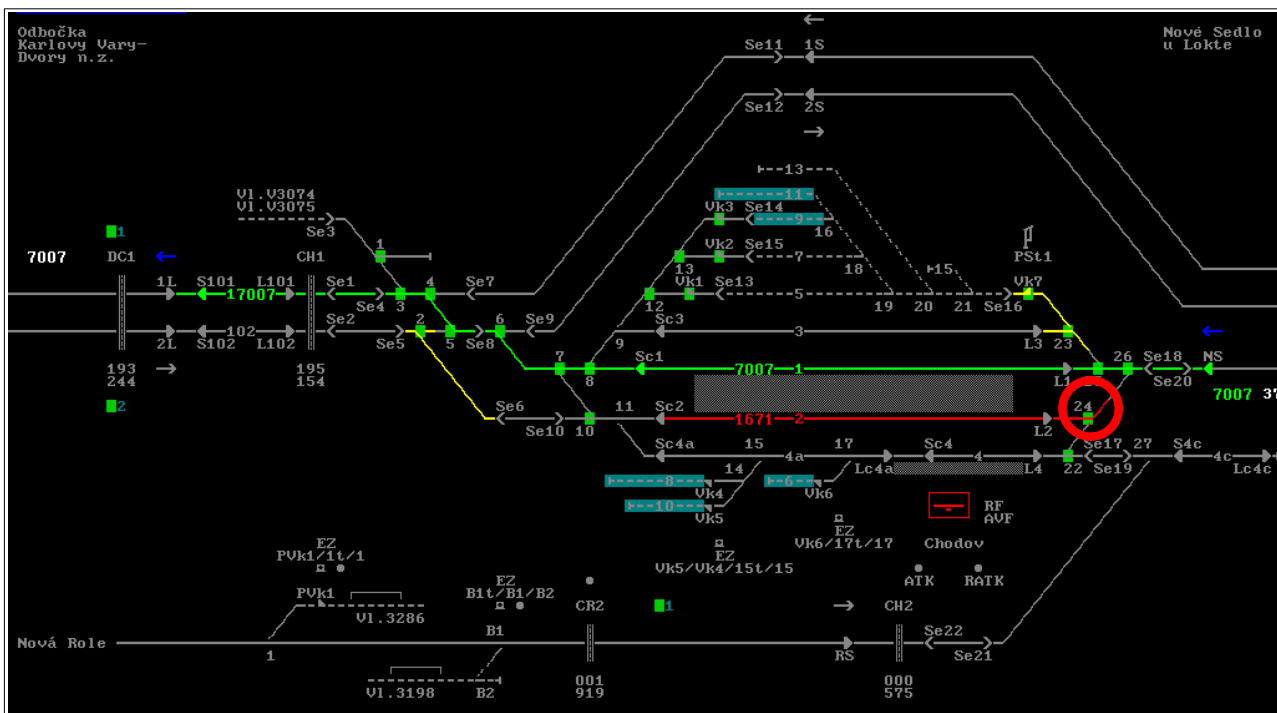 Odbočka
Karlovy Vary-
Dvory n.z.
Nové Sedlo
u Lokte
Se11 1S
Se12 2S
13
Vl.V3074
Vl.V3075
Se3
11
Vk3 Se14
9
16
1
7007 DC1 CH1
1
Vk2 Se15
7
13 18
PSt1
15
1L S101 L101 Se1 Se7
17007
Se4 3 4
Vk1 Se13
5
12 19 20 21 Se16
Vk7
Se2 6 Se9
102
2L S102 L102 Se5 2 5 Se8
Sc3
9 3 L3 23
193
244
195
154
7 8
Sc1
7007 1
L1
26 Se18 NS
Se20
7007 37
2
Se6
Se10 10
11 Sc2
1671 2
L2
24
Sc4a 15 17 Sc4 Se17 27 S4c
4a 4 4c
14 Lc4a L4 22 Se19 Lc4c
8 Vk4
6 Vk6
10 Vk5
RF
AVF
Chodov
EZ
PVk1/1t/1
EZ
Vk6/17t/17
EZ
Vk5/Vk4/15t/15
ATK RATK
EZ
B1t/B1/B2
PVk1
Vl.3286
CR2 1 CH2
Nová Role
1
B1
RS
Se22
Se21
Vl.3198 B2
001
919
000
575